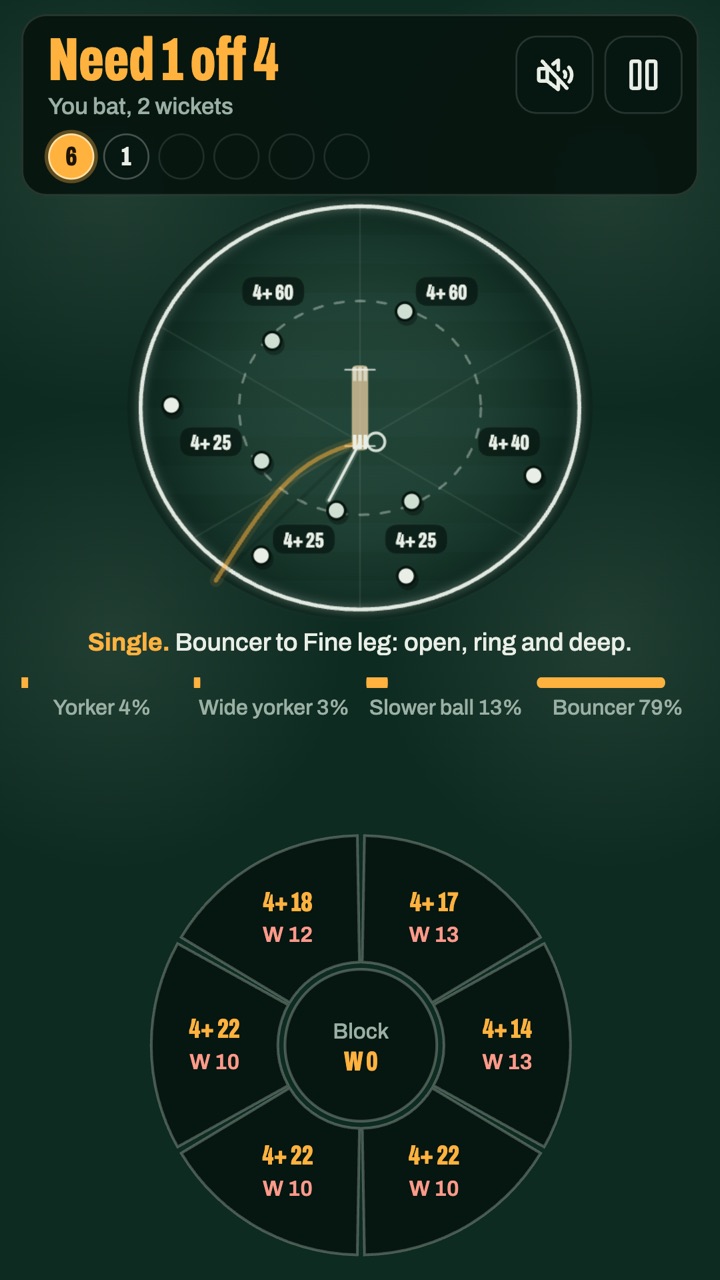 Need 1 off 4
You bat, 2 wickets
6 1
4+ 60 4+ 60
4+ 25 4+ 40
4+ 25 4+ 25
Single. Bouncer to Fine leg: open, ring and deep.
Yorker 4% Wide yorker 3% Slower ball 13% Bouncer 79%
4+ 18 4+ 17
W 12 W 13
4+ 22 Block 4+ 14
W 10 W 0 W 13
4+ 22 4+ 22
W 10 W 10